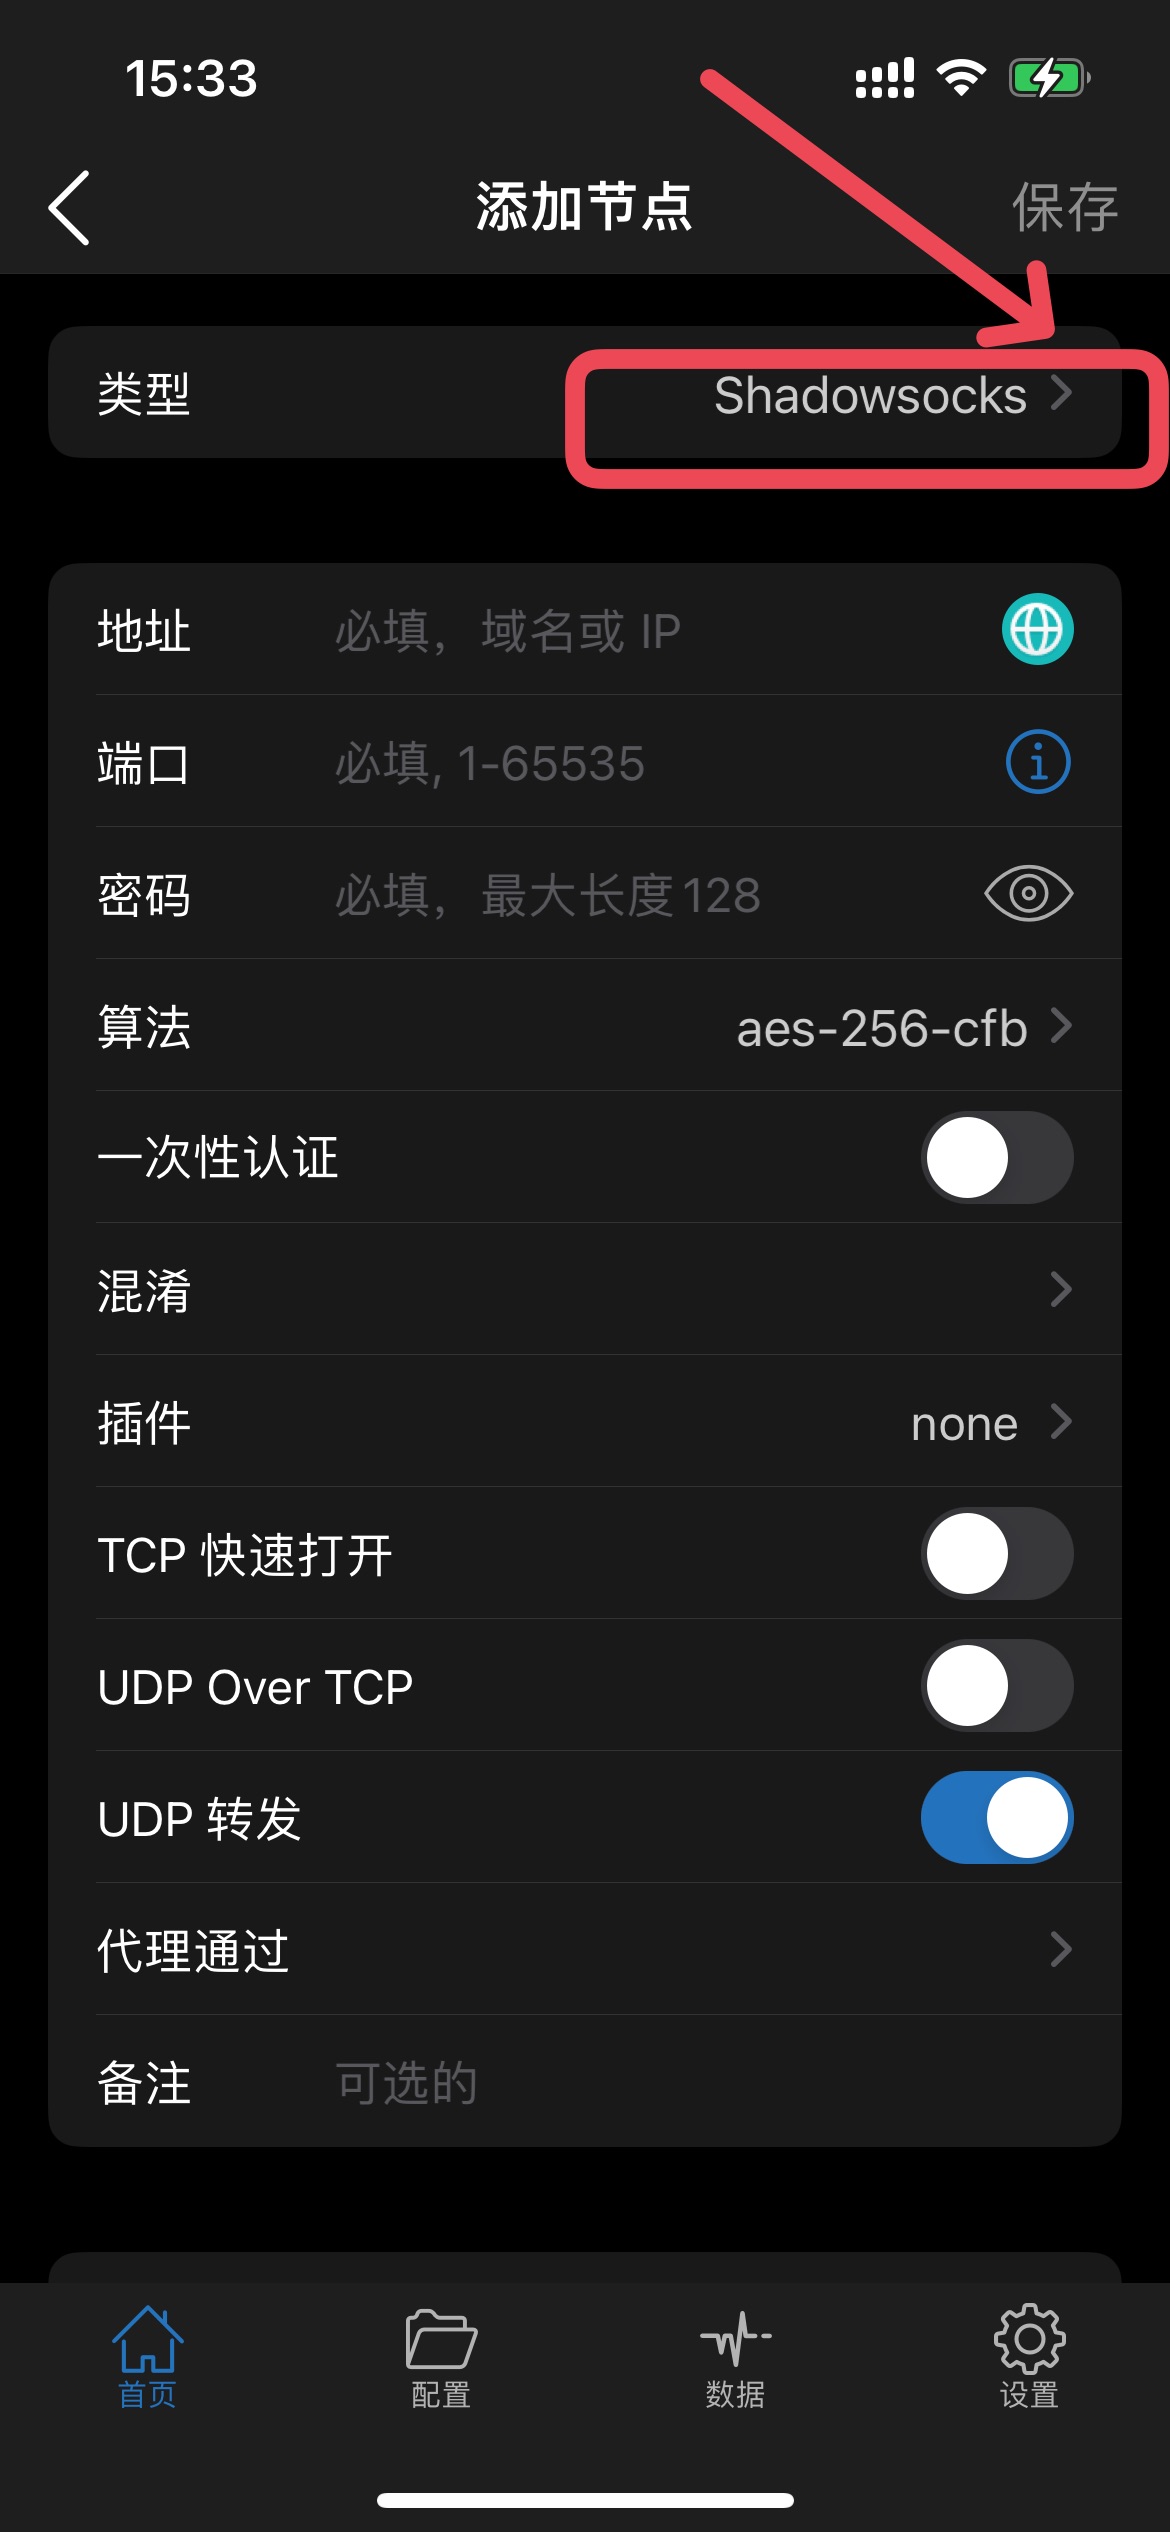 15:33
添加节点
保存
类型 Shadowsocks
地址 必填，域名或 IP
端口 必填, 1-65535
密码 必填，最大长度128
算法 aes-256-cfb
一次性认证
混淆
插件 none
TCP 快速打开
UDP Over TCP
UDP 转发
代理通过
备注 可选的
首页 配置 数据 设置